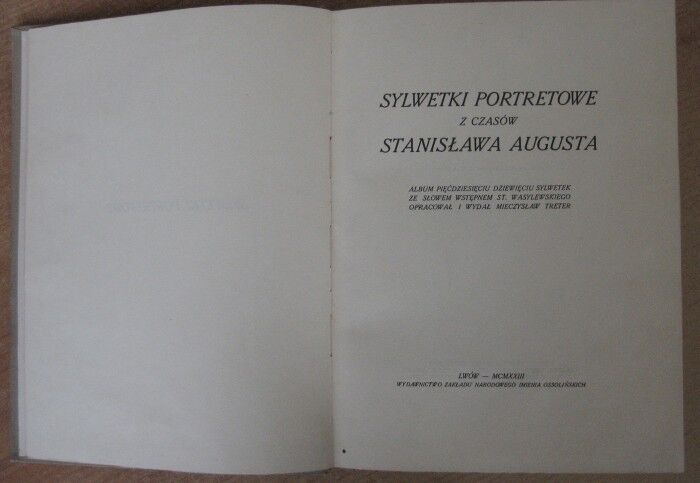 SYLWETKI PORTRETOWE
Z CZASÓW
STANISŁAWA AUGUSTA
ALBUM PIĘĆDZIESIĘCIU DZIEWIĘCIU SYLWETEK
ZE SŁOWEM WSTĘPNEM ST. WASYLEWSKIEGO
OPRACOWAŁ I WYDAŁ MIECZYSŁAW TRETER
LWÓW — MCMXXIII
WYDAWNICTWO ZAKŁADU NARODOWEGO IMIENIA OSSOLIŃSKICH